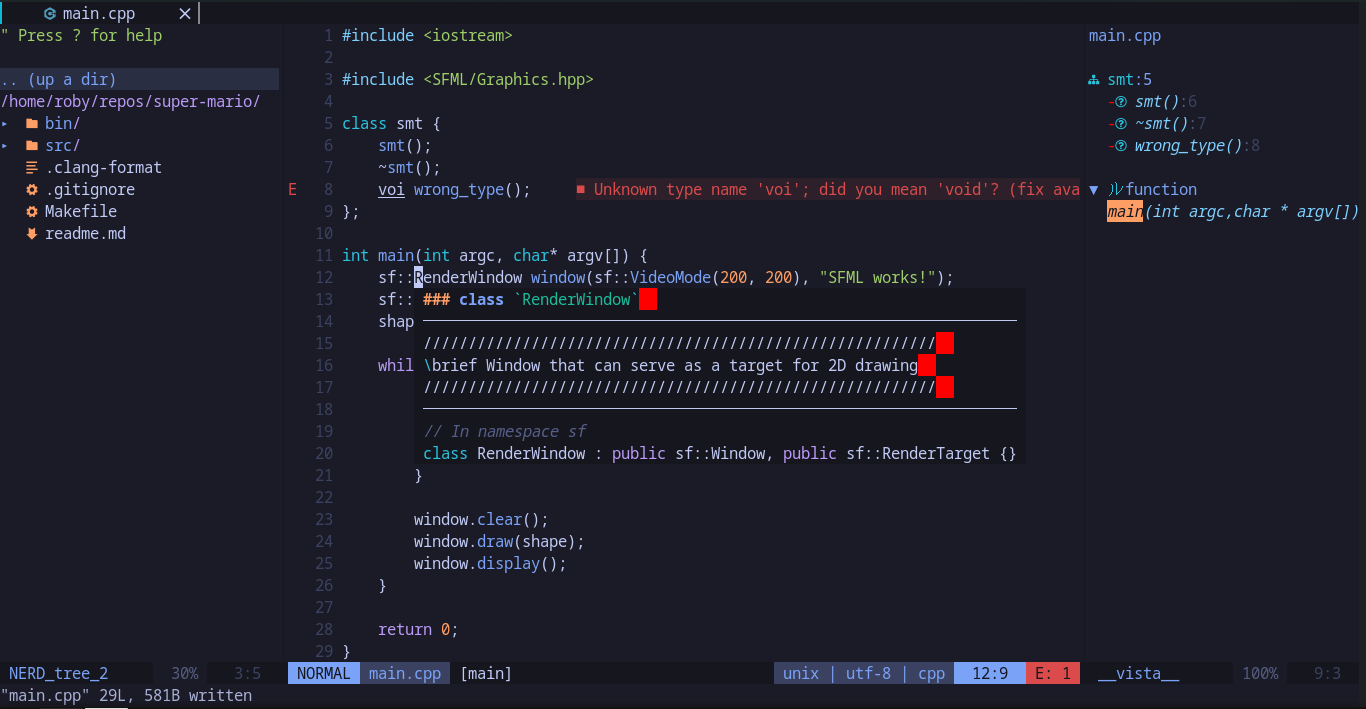 main.cpp
" Press ? for help
.. (up a dir)
/home/roby/repos/super-mario/
bin/
src/
.clang-format
.gitignore
Makefile
readme.md
1 #include <iostream>
2
3 #include <SFML/Graphics.hpp>
4
5 class smt {
6 smt();
7 ~smt();
E 8 voi wrong_type(); ■ Unknown type name 'voi'; did you mean 'void'? (fix ava
9 };
10
11 int main(int argc, char* argv[]) {
12 sf::RenderWindow window(sf::VideoMode(200, 200), "SFML works!");
13 sf::
14 shap
15
16 whil
17
18
19
20
21 }
22
23 window.clear();
24 window.draw(shape);
25 window.display();
26 }
27
28 return 0;
29 }
### class `RenderWindow`
/////////////////////////////////////////////////////////
\brief Window that can serve as a target for 2D drawing
/////////////////////////////////////////////////////////
// In namespace sf
class RenderWindow : public sf::Window, public sf::RenderTarget {}
main.cpp
smt:5
-? smt():6
-? ~smt():7
-? wrong_type():8
function
main(int argc,char * argv[])
NERD_tree_2 30% 3:5
NORMAL main.cpp [main] unix | utf-8 | cpp 12:9 E: 1
__vista__ 100% 9:3
"main.cpp" 29L, 581B written